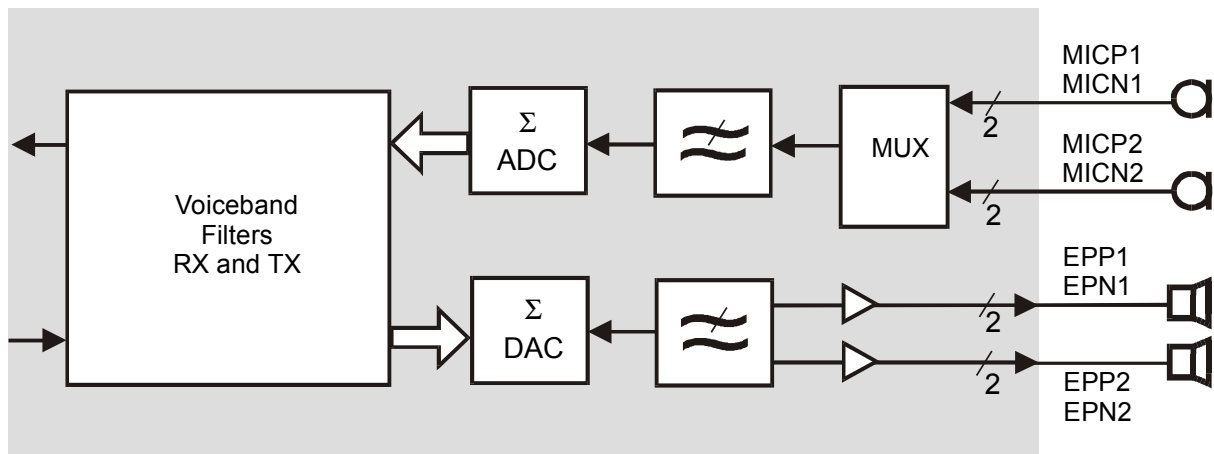 MICP1
MICN1
2
Σ
ADC
MUX
MICP2
MICN2
2
Voiceband
Filters
RX and TX
EPP1
EPN1
2
Σ
DAC
2
EPP2
EPN2